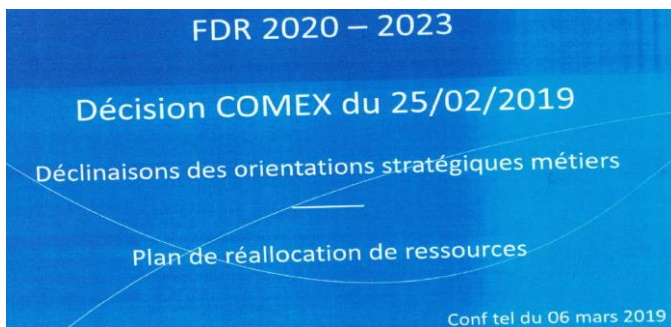 FDR 2020 – 2023
Décision COMEX du 25/02/2019
Déclinaisons des orientations stratégiques métiers
Plan de réallocation de ressources
Conf tel du 06 mars 2019